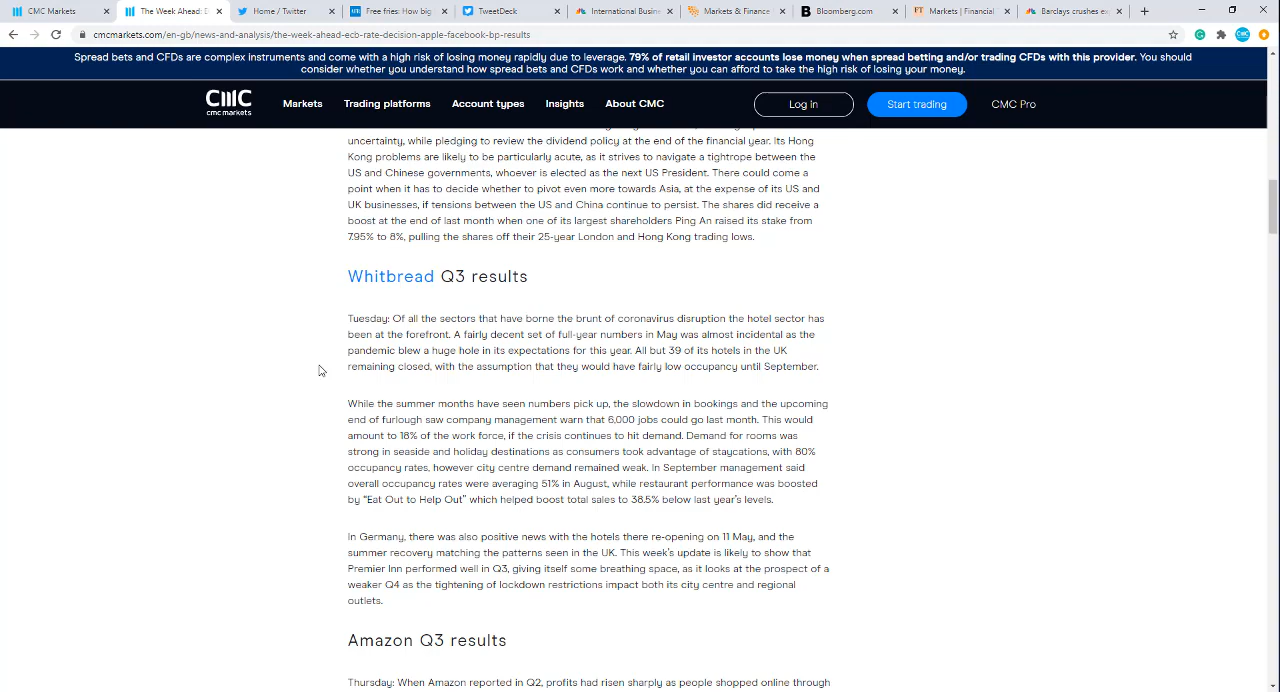 CMC Markets
The Week Ahead: E
Home / Twitter
Free fries: How big
TweetDeck
International Busin
Markets & Finance
Bloomberg.com
Markets | Financial
Barclays crushes ex
cmcmarkets.com/en-gb/news-and-analysis/the-week-ahead-ecb-rate-decision-apple-facebook-bp-results
Spread bets and CFDs are complex instruments and come with a high risk of losing money rapidly due to leverage. 79% of retail investor accounts lose money when spread betting and/or trading CFDs with this provider. You should
consider whether you understand how spread bets and CFDs work and whether you can afford to take the high risk of losing your money.
CMC
cmc markets
Markets
Trading platforms
Account types
Insights
About CMC
Log in
Start trading
CMC Pro
uncertainty, while pledging to review the dividend policy at the end of the financial year. Its Hong
Kong problems are likely to be particularly acute, as it strives to navigate a tightrope between the
US and Chinese governments, whoever is elected as the next US President. There could come a
point when it has to decide whether to pivot even more towards Asia, at the expense of its US and
UK businesses, if tensions between the US and China continue to persist. The shares did receive a
boost at the end of last month when one of its largest shareholders Ping An raised its stake from
7.95% to 8%, pulling the shares off their 25-year London and Hong Kong trading lows.
Whitbread Q3 results
Tuesday: Of all the sectors that have borne the brunt of coronavirus disruption the hotel sector has
been at the forefront. A fairly decent set of full-year numbers in May was almost incidental as the
pandemic blew a huge hole in its expectations for this year. All but 39 of its hotels in the UK
remaining closed, with the assumption that they would have fairly low occupancy until September.
While the summer months have seen numbers pick up, the slowdown in bookings and the upcoming
end of furlough saw company management warn that 6,000 jobs could go last month. This would
amount to 18% of the work force, if the crisis continues to hit demand. Demand for rooms was
strong in seaside and holiday destinations as consumers took advantage of staycations, with 80%
occupancy rates, however city centre demand remained weak. In September management said
overall occupancy rates were averaging 51% in August, while restaurant performance was boosted
by "Eat Out to Help Out" which helped boost total sales to 38.5% below last year's levels.
In Germany, there was also positive news with the hotels there re-opening on 11 May, and the
summer recovery matching the patterns seen in the UK. This week's update is likely to show that
Premier Inn performed well in Q3, giving itself some breathing space, as it looks at the prospect of a
weaker Q4 as the tightening of lockdown restrictions impact both its city centre and regional
outlets.
Amazon Q3 results
Thursday: When Amazon reported in Q2, profits had risen sharply as people shopped online through